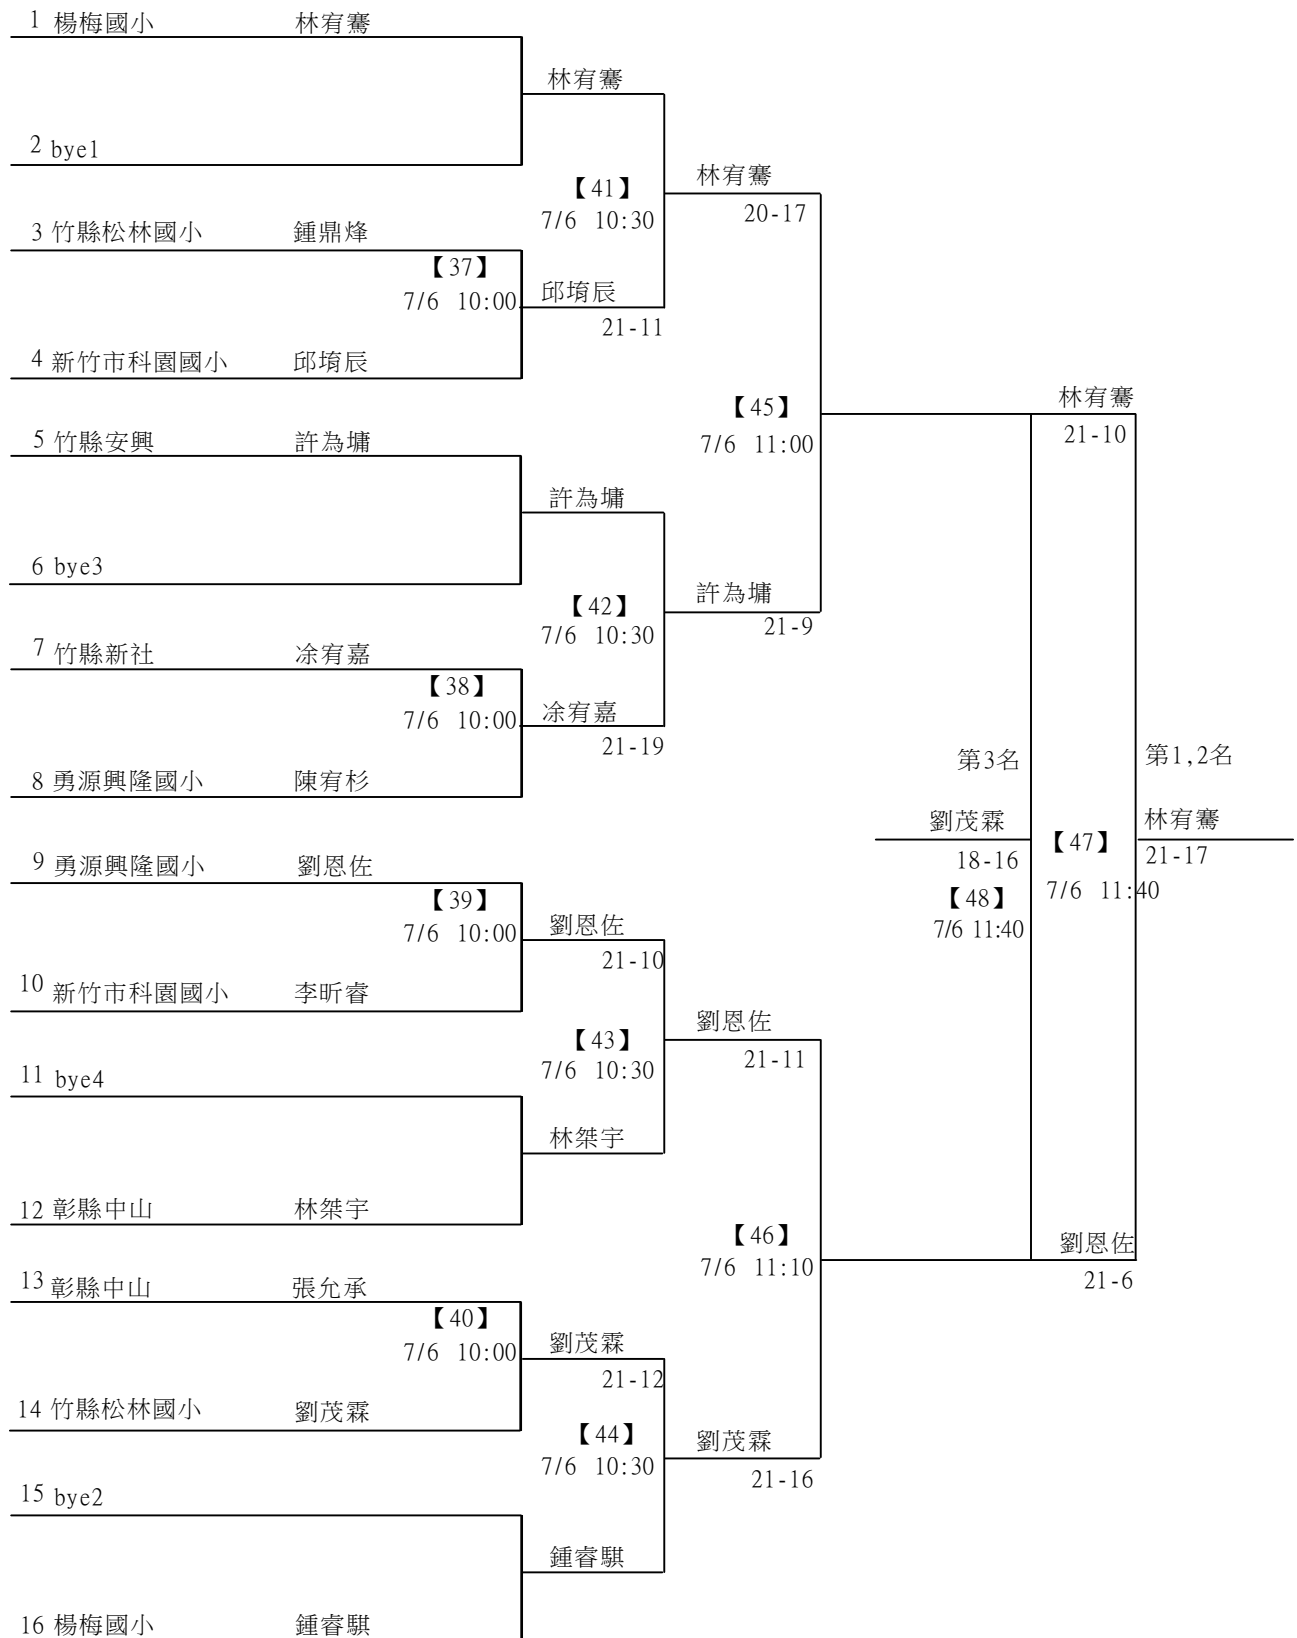 1 楊梅國小 林宥騫
林宥騫
2 bye1
【41】
7/6 10:30
林宥騫
20-17
3 竹縣松林國小 鍾鼎烽
【37】
7/6 10:00
邱堉辰
21-11
4 新竹市科園國小 邱堉辰
【45】
7/6 11:00
林宥騫
21-10
5 竹縣安興 許為墉
許為墉
6 bye3
【42】
7/6 10:30
許為墉
21-9
7 竹縣新社 凃宥嘉
【38】
7/6 10:00
凃宥嘉
21-19
8 勇源興隆國小 陳宥杉
第3名
第1,2名
劉茂霖
18-16
【48】
7/6 11:40
【47】
7/6 11:40
林宥騫
21-17
9 勇源興隆國小 劉恩佐
【39】
7/6 10:00
劉恩佐
21-10
10 新竹市科園國小 李昕睿
【43】
7/6 10:30
劉恩佐
21-11
11 bye4
林桀宇
12 彰縣中山 林桀宇
【46】
7/6 11:10
劉恩佐
21-6
13 彰縣中山 張允承
【40】
7/6 10:00
劉茂霖
21-12
14 竹縣松林國小 劉茂霖
【44】
7/6 10:30
劉茂霖
21-16
15 bye2
鍾睿騏
16 楊梅國小 鍾睿騏